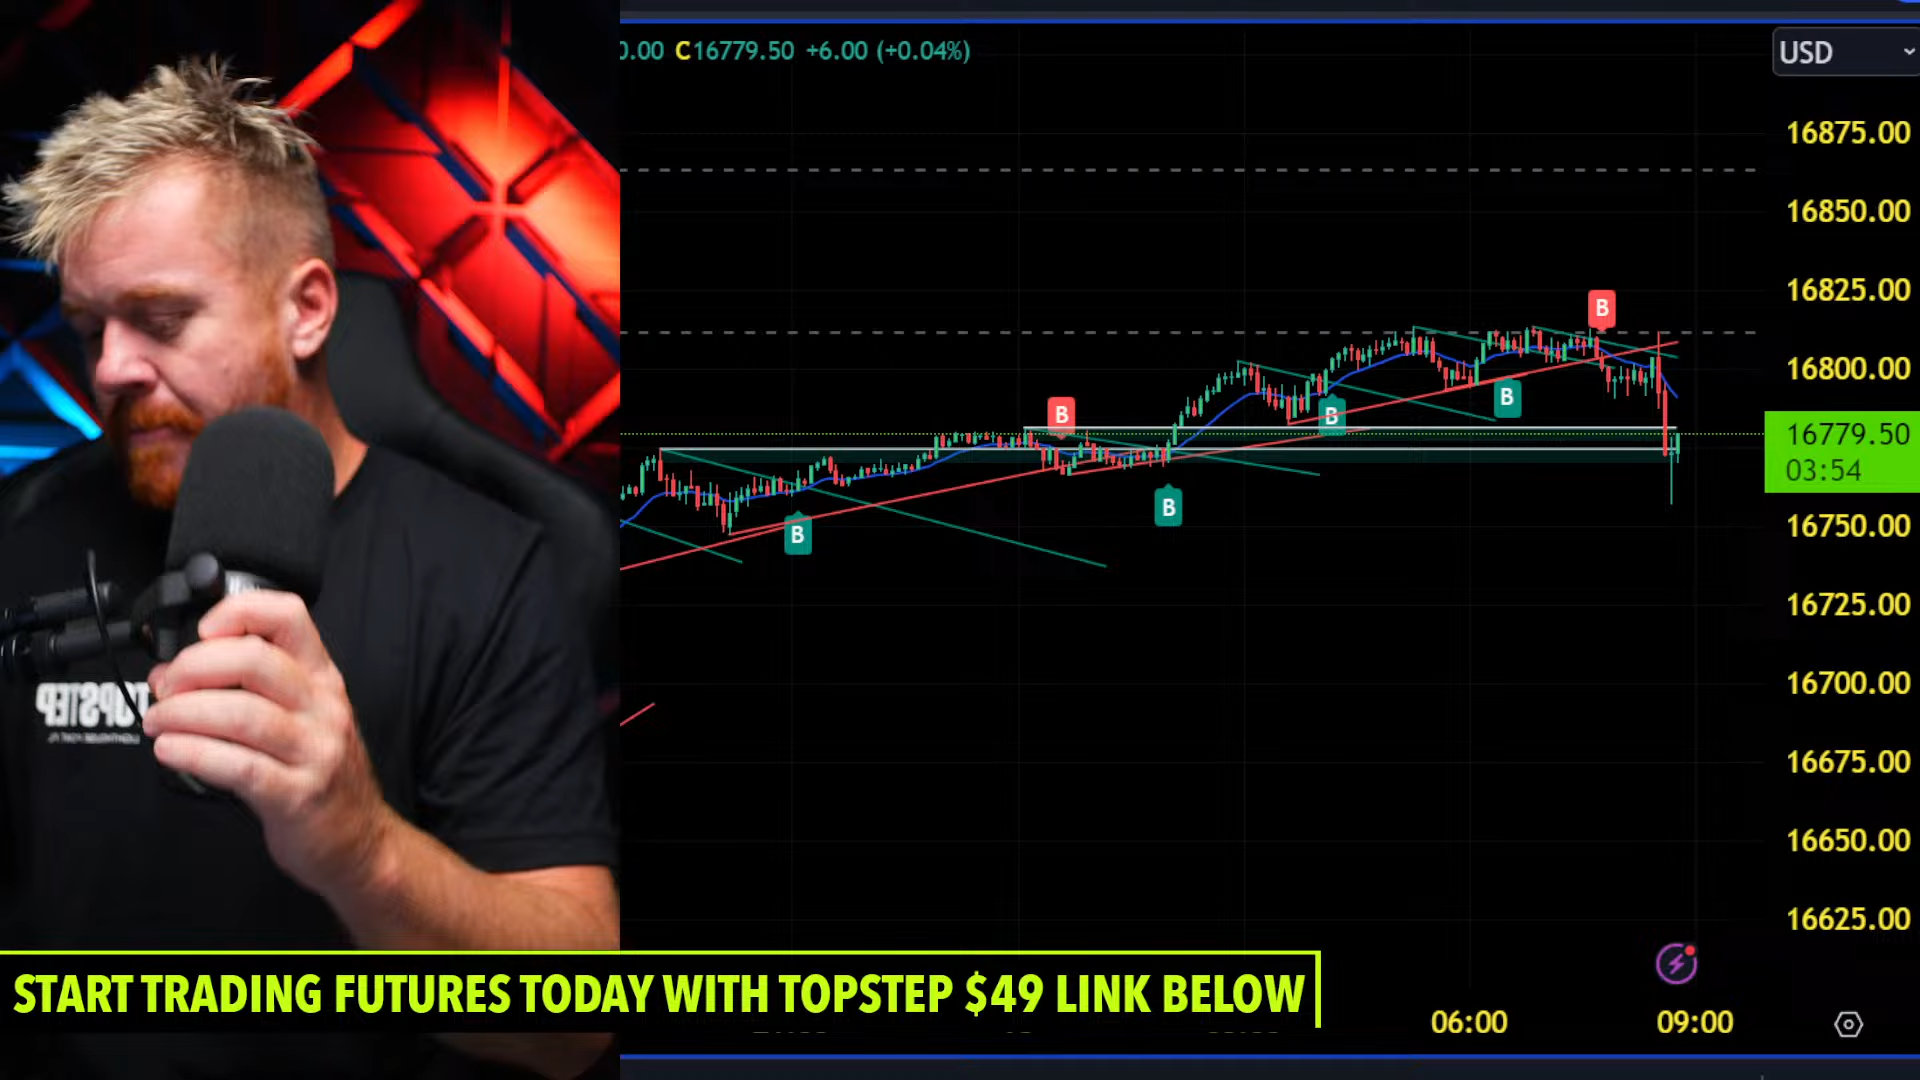 0.00 C16779.50 +6.00 (+0.04%)
USD
16875.00
16850.00
16825.00
B
16800.00
B
B
B
16779.50
03:54
B
B
16750.00
16725.00
16700.00
TOPSTEP
16675.00
16650.00
16625.00
START TRADING FUTURES TODAY WITH TOPSTEP $49 LINK BELOW
06:00
09:00